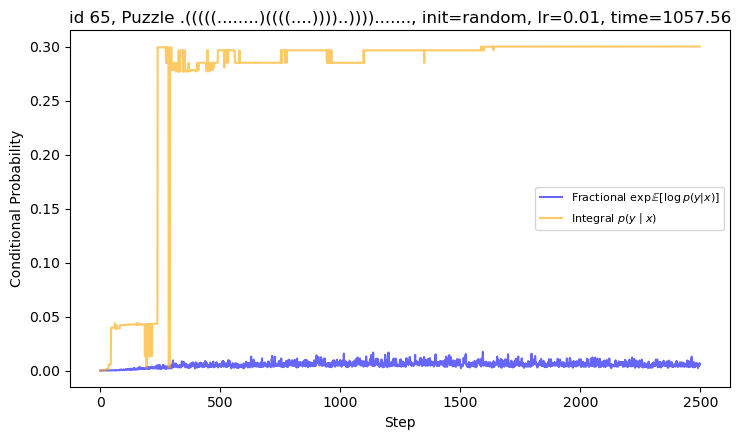 id 65, Puzzle .(((((........)((((....))))..))))......., init=random, lr=0.01, time=1057.56
Conditional Probability
0.30
0.25
0.20
0.15
0.10
0.05
0.00
Fractional exp𝔼[log p(y|x)]
Integral p(y | x)
0
500
1000
1500
2000
2500
Step